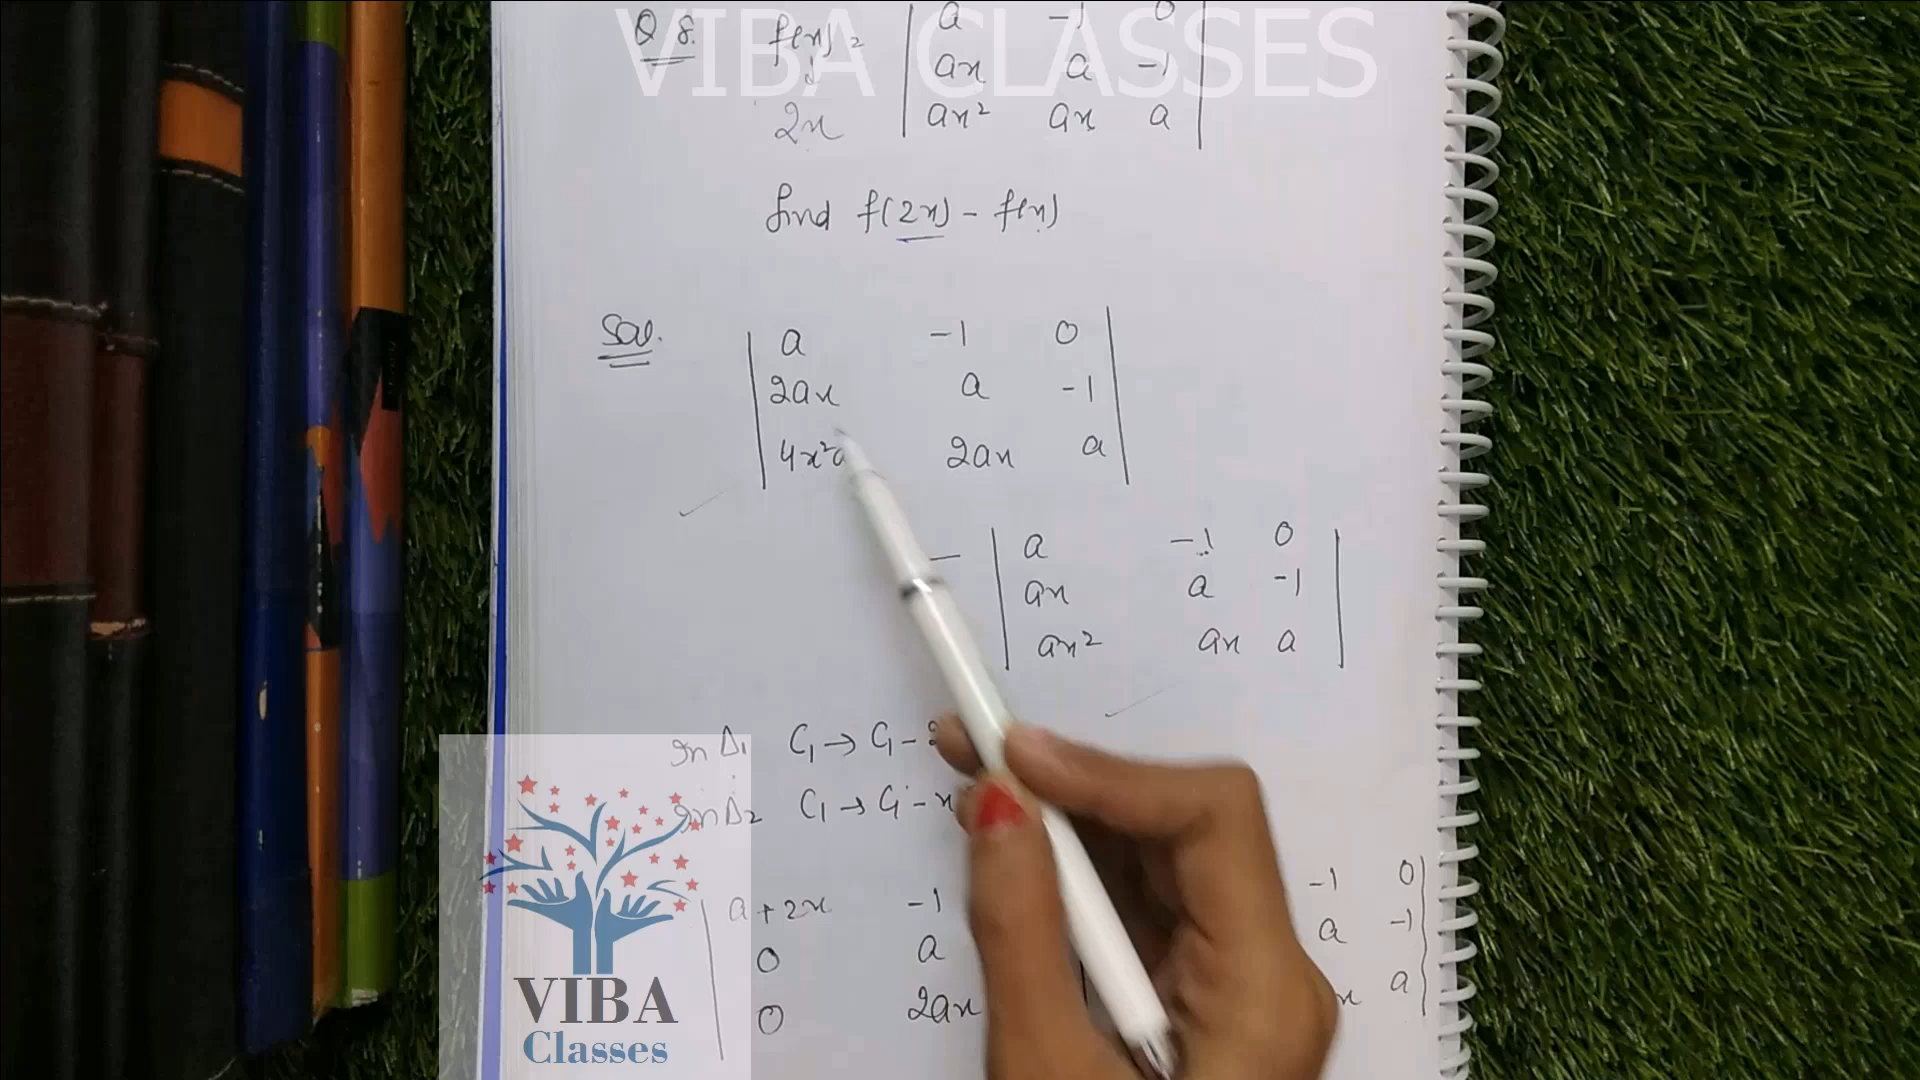 VIBA CLASSES
Q 8. f(x) = | a -1 0 |
| ax a -1 |
2x | ax² ax a |
find f(2x) - f(x)
Sol. | a -1 0 |
| 2ax a -1 |
| 4x²a 2ax a |
- | a -1 0 |
| ax a -1 |
| ax² ax a |
In Δ₁ C₁ → C₁ -
In Δ₂ C₁ → C₁ - x
| a + 2x -1 -1 0 |
| 0 a a -1 |
| 0 2ax x a |
VIBA
Classes